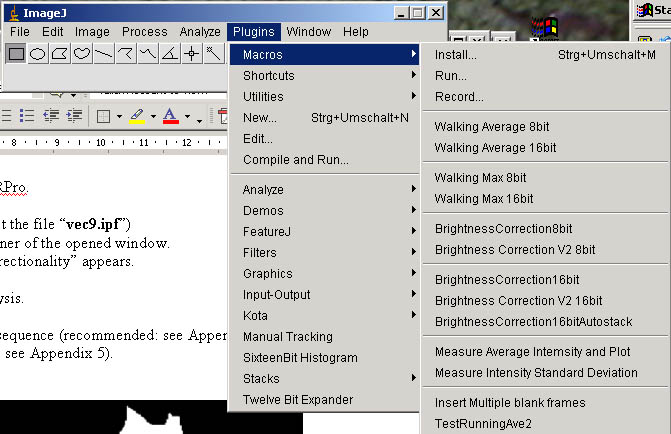 ImageJ
Sta
File Edit Image Process Analyze Plugins Window Help
Macros
Shortcuts
Utilities
New... Strg+Umschalt+N
Edit...
Compile and Run...
Analyze
Demos
FeatureJ
Filters
Graphics
Input-Output
Kota
Manual Tracking
SixteenBit Histogram
Stacks
Twelve Bit Expander
Install... Strg+Umschalt+M
Run...
Record...
Walking Average 8bit
Walking Average 16bit
Walking Max 8bit
Walking Max 16bit
BrightnessCorrection8bit
Brightness Correction V2 8bit
BrightnessCorrection16bit
Brightness Correction V2 16bit
BrightnessCorrection16bitAutostack
Measure Average Intemsity and Plot
Measure Intensity Standard Deviation
Insert Multiple blank frames
TestRunningAve2
8 9 10 11 12 13
RPro.
t the file “vec9.ipf”)
ner of the opened window.
rectionality” appears.
ysis.
sequence (recommended: see Appen
see Appendix 5).